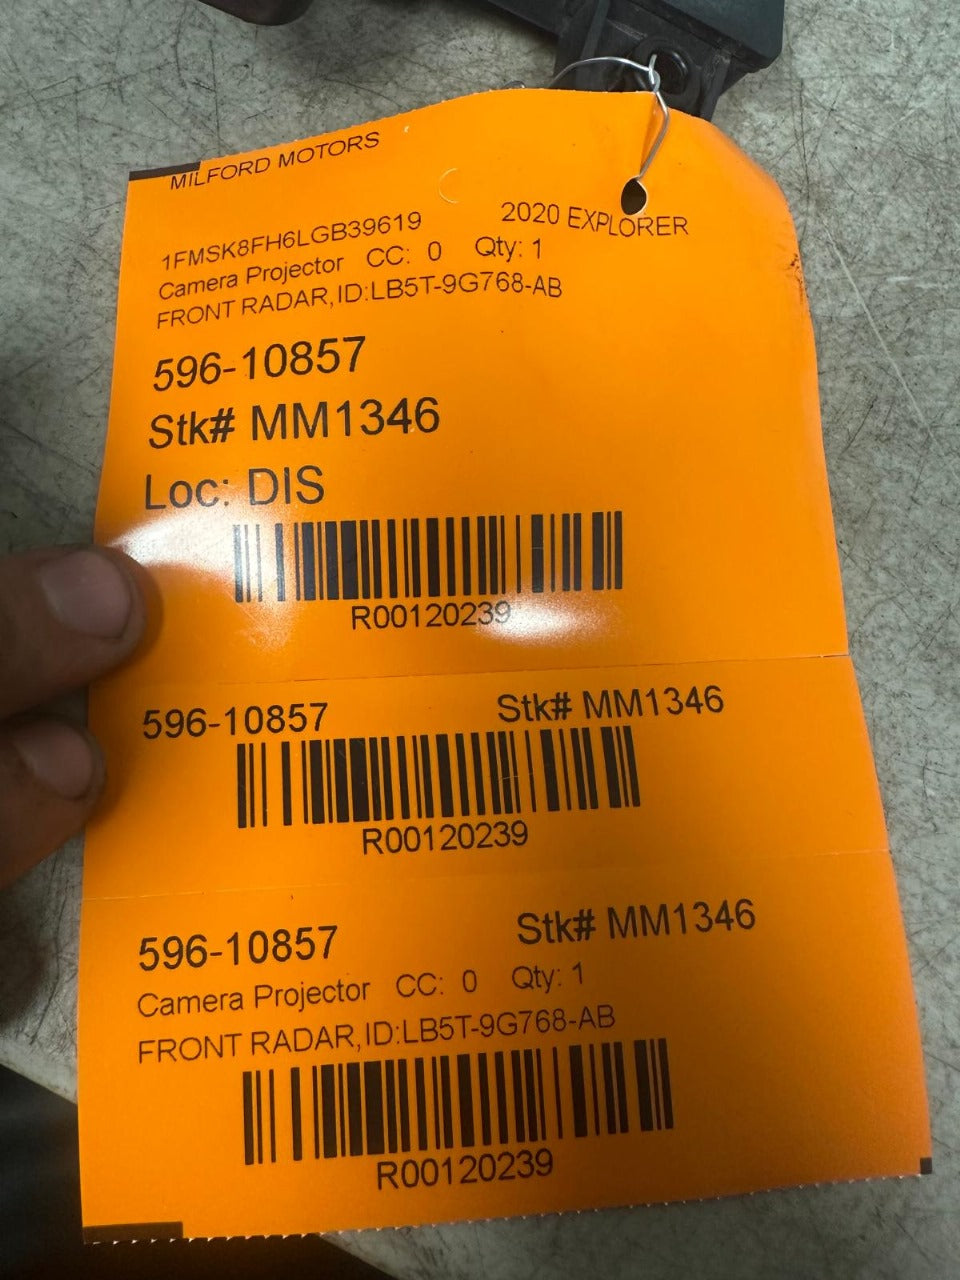 MILFORD MOTORS
1FMSK8FH6LGB39619 2020 EXPLORER
Camera Projector CC: 0 Qty: 1
FRONT RADAR,ID:LB5T-9G768-AB
596-10857
Stk# MM1346
Loc: DIS
R00120239
596-10857 Stk# MM1346
R00120239
596-10857 Stk# MM1346
Camera Projector CC: 0 Qty: 1
FRONT RADAR,ID:LB5T-9G768-AB
R00120239